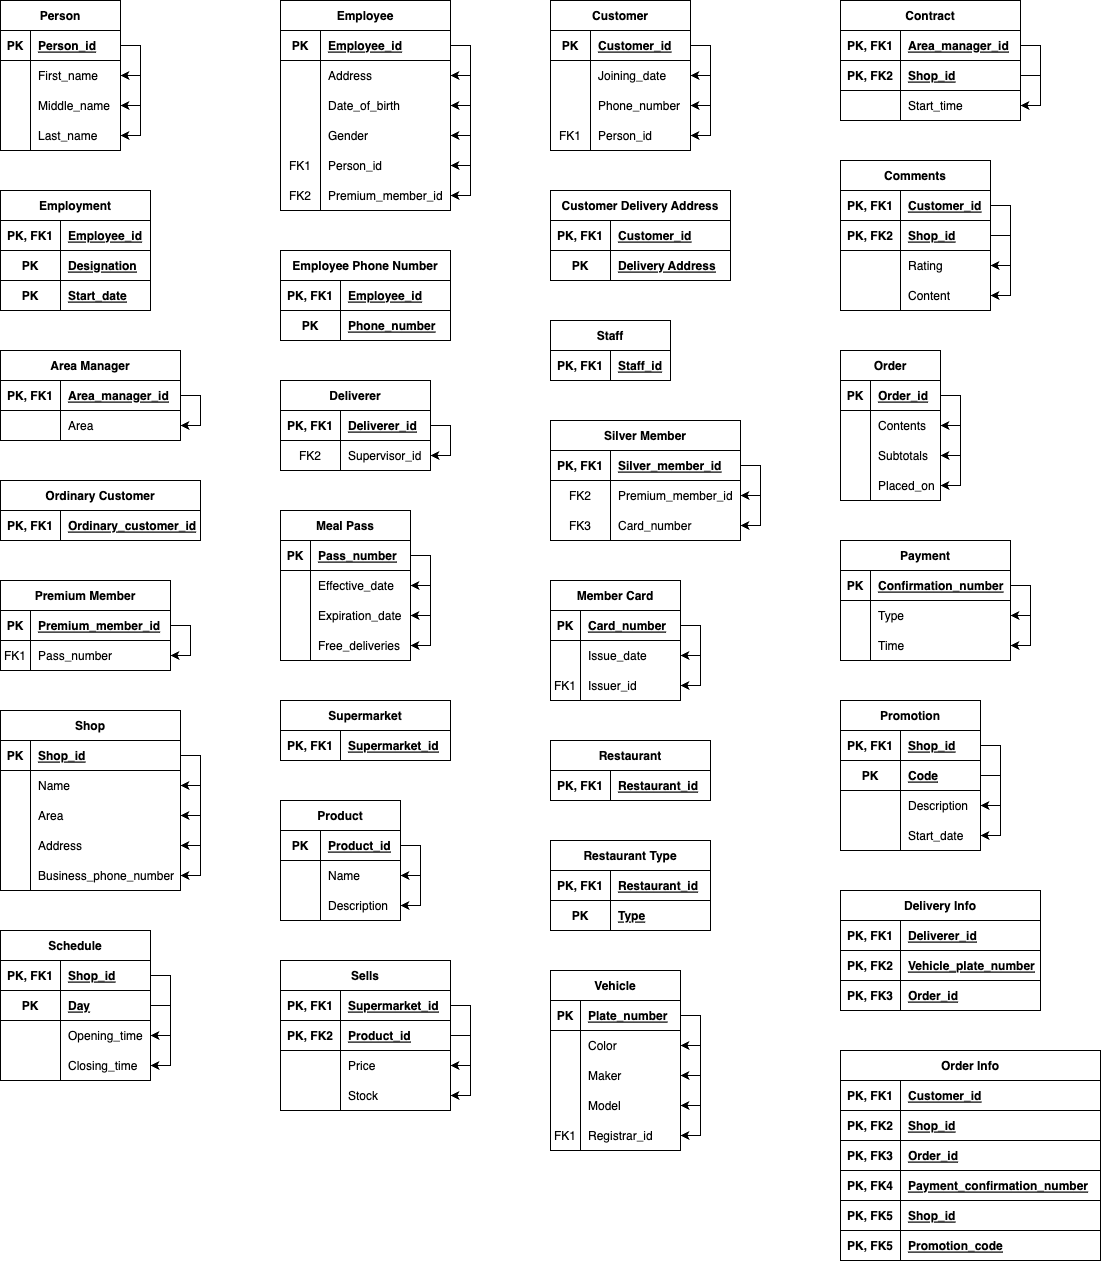 Person
PK Person_id
First_name
Middle_name
Last_name
Employment
PK, FK1 Employee_id
PK Designation
PK Start_date
Area Manager
PK, FK1 Area_manager_id
Area
Ordinary Customer
PK, FK1 Ordinary_customer_id
Premium Member
PK Premium_member_id
FK1 Pass_number
Shop
PK Shop_id
Name
Area
Address
Business_phone_number
Schedule
PK, FK1 Shop_id
PK Day
Opening_time
Closing_time
Employee
PK Employee_id
Address
Date_of_birth
Gender
FK1 Person_id
FK2 Premium_member_id
Employee Phone Number
PK, FK1 Employee_id
PK Phone_number
Deliverer
PK, FK1 Deliverer_id
FK2 Supervisor_id
Meal Pass
PK Pass_number
Effective_date
Expiration_date
Free_deliveries
Supermarket
PK, FK1 Supermarket_id
Product
PK Product_id
Name
Description
Sells
PK, FK1 Supermarket_id
PK, FK2 Product_id
Price
Stock
Customer
PK Customer_id
Joining_date
Phone_number
FK1 Person_id
Customer Delivery Address
PK, FK1 Customer_id
PK Delivery Address
Staff
PK, FK1 Staff_id
Silver Member
PK, FK1 Silver_member_id
FK2 Premium_member_id
FK3 Card_number
Member Card
PK Card_number
Issue_date
FK1 Issuer_id
Restaurant
PK, FK1 Restaurant_id
Restaurant Type
PK, FK1 Restaurant_id
PK Type
Vehicle
PK Plate_number
Color
Maker
Model
FK1 Registrar_id
Contract
PK, FK1 Area_manager_id
PK, FK2 Shop_id
Start_time
Comments
PK, FK1 Customer_id
PK, FK2 Shop_id
Rating
Content
Order
PK Order_id
Contents
Subtotals
Placed_on
Payment
PK Confirmation_number
Type
Time
Promotion
PK, FK1 Shop_id
PK Code
Description
Start_date
Delivery Info
PK, FK1 Deliverer_id
PK, FK2 Vehicle_plate_number
PK, FK3 Order_id
Order Info
PK, FK1 Customer_id
PK, FK2 Shop_id
PK, FK3 Order_id
PK, FK4 Payment_confirmation_number
PK, FK5 Shop_id
PK, FK5 Promotion_code